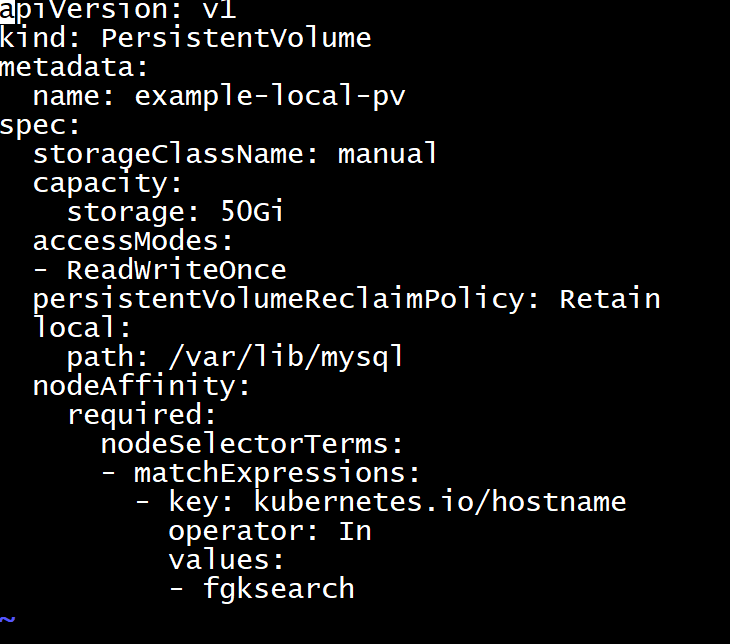 apiVersion: v1
kind: PersistentVolume
metadata:
  name: example-local-pv
spec:
  storageClassName: manual
  capacity:
    storage: 50Gi
  accessModes:
  - ReadWriteOnce
  persistentVolumeReclaimPolicy: Retain
  local:
    path: /var/lib/mysql
  nodeAffinity:
    required:
      nodeSelectorTerms:
      - matchExpressions:
        - key: kubernetes.io/hostname
          operator: In
          values:
          - fgksearch
~